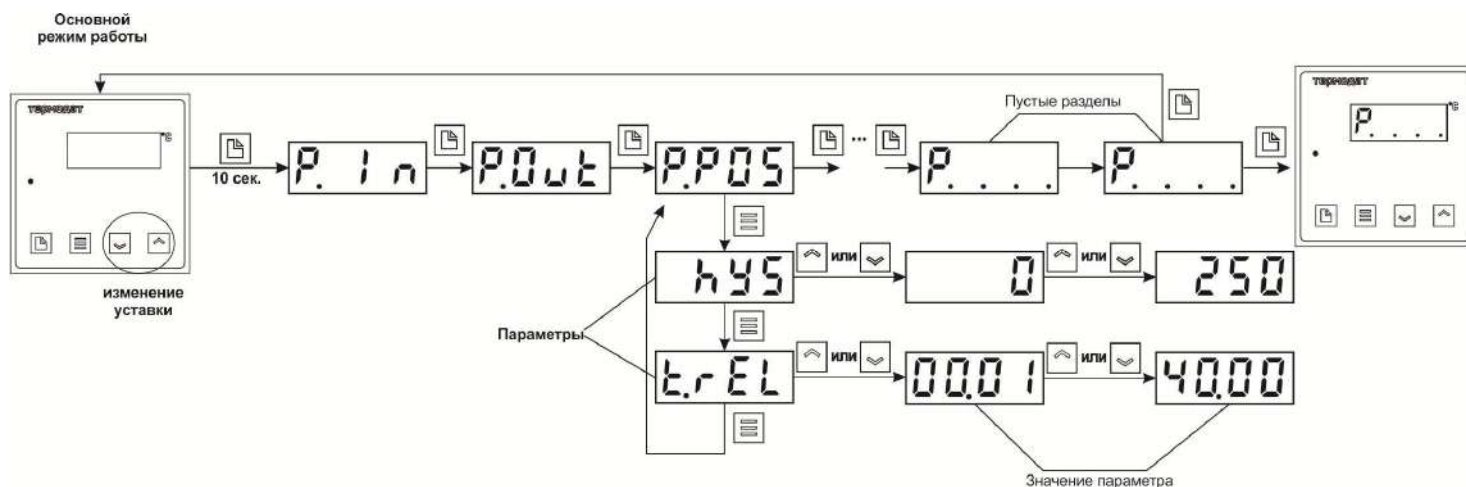 Основной
режим работы
термодат
°C
10 сек.
P. In
P.Out
P.POS
...
Пустые разделы
P. . . .
P. . . .
термодат
P. . . .
°C
изменение
уставки
Параметры
hYS
или
0
или
250
t.rEL
или
00.01
или
40.00
Значение параметра